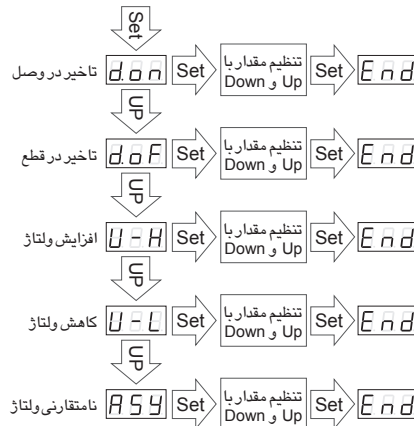 Set
تاخیر در وصل d.on Set تنظیم مقدار با Up و Down Set End
UP
تاخیر در قطع d.oF Set تنظیم مقدار با Up و Down Set End
UP
افزایش ولتاژ U-H Set تنظیم مقدار با Up و Down Set End
UP
کاهش ولتاژ U-L Set تنظیم مقدار با Up و Down Set End
UP
نامتقارنی ولتاژ ASY Set تنظیم مقدار با Up و Down Set End